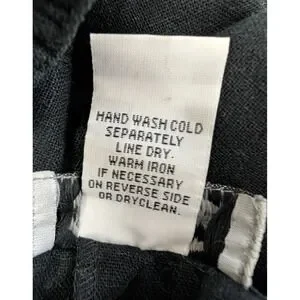 HAND WASH COLD
SEPARATELY
LINE DRY.
WARM IRON
IF NECESSARY
ON REVERSE SIDE
OR DRYCLEAN.